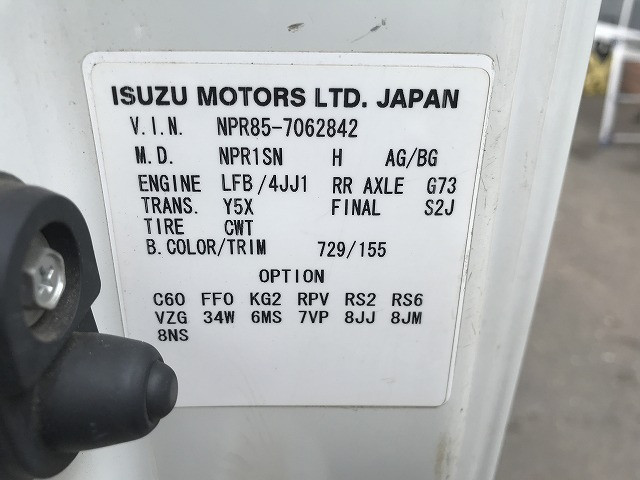 ISUZU MOTORS LTD. JAPAN
V.I.N. NPR85-7062842
M.D. NPR1SN H AG/BG
ENGINE LFB/4JJ1 RR AXLE G73
TRANS. Y5X FINAL S2J
TIRE CWT
B.COLOR/TRIM 729/155
OPTION
C60 FF0 KG2 RPV RS2 RS6
VZG 34W 6MS 7VP 8JJ 8JM
8NS